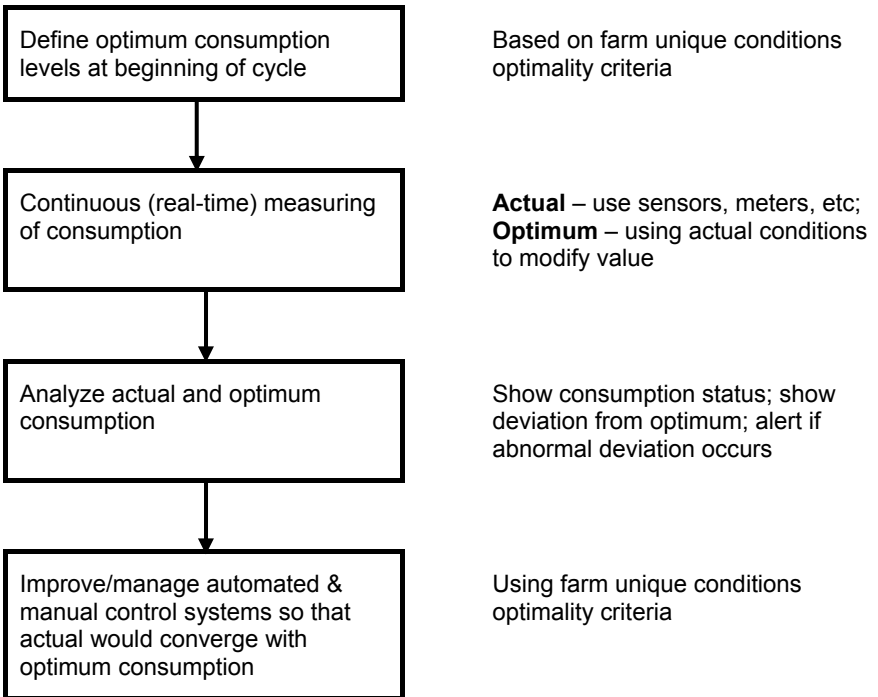 Define optimum consumption
levels at beginning of cycle
Based on farm unique conditions
optimality criteria
Continuous (real-time) measuring
of consumption
Actual – use sensors, meters, etc;
Optimum – using actual conditions
to modify value
Analyze actual and optimum
consumption
Show consumption status; show
deviation from optimum; alert if
abnormal deviation occurs
Improve/manage automated &
manual control systems so that
actual would converge with
optimum consumption
Using farm unique conditions
optimality criteria